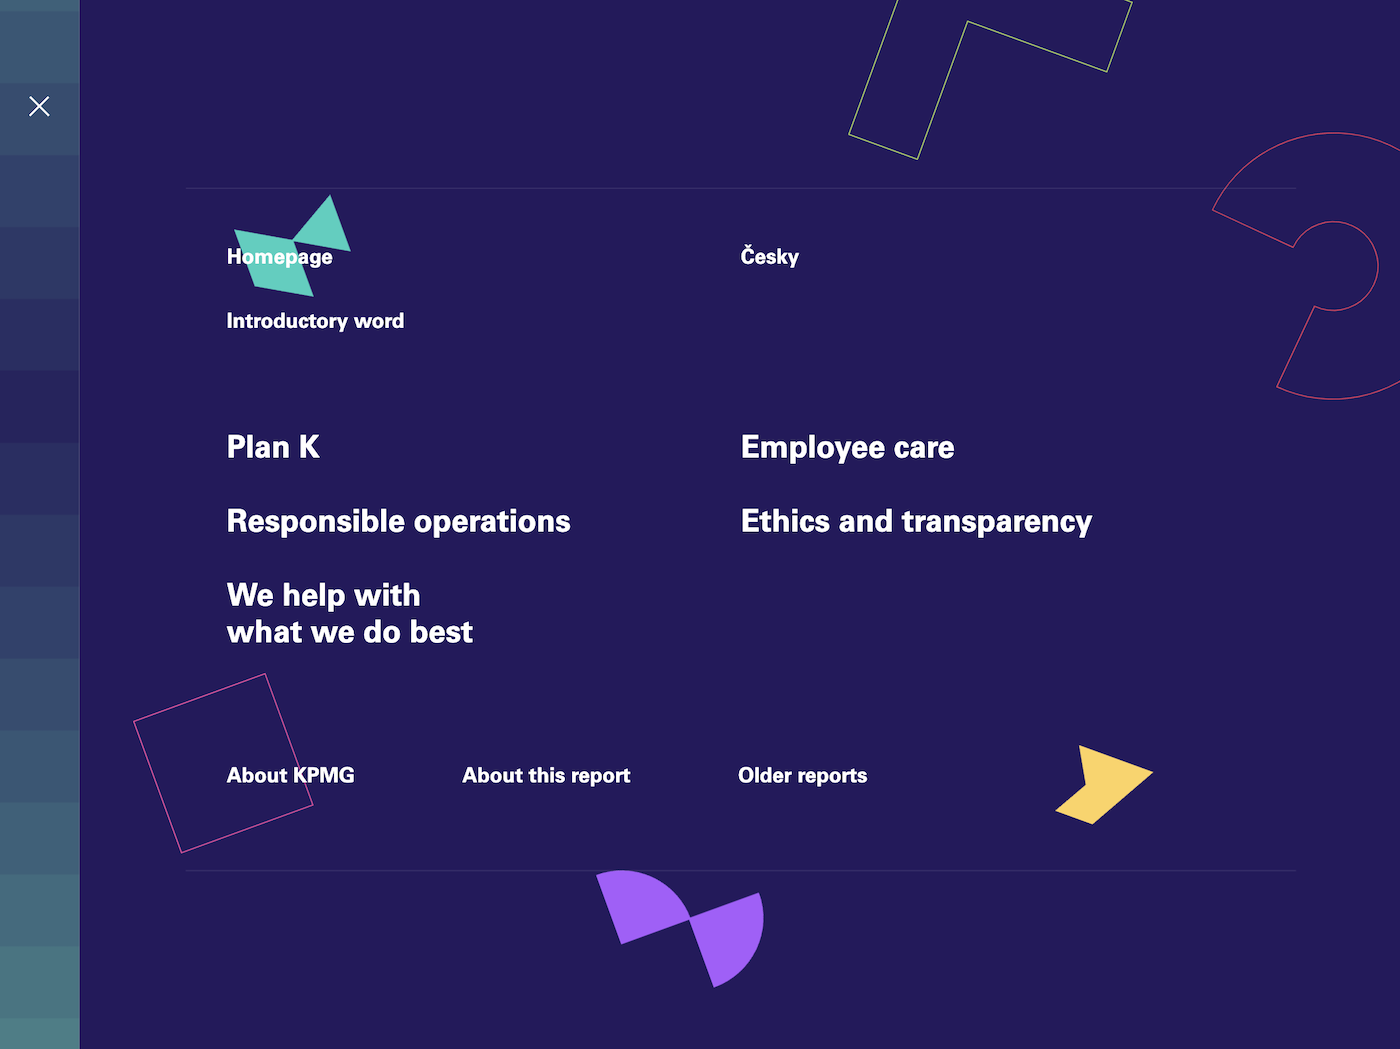 Homepage
Česky
Introductory word
Plan K
Employee care
Responsible operations
Ethics and transparency
We help with
what we do best
About KPMG
About this report
Older reports